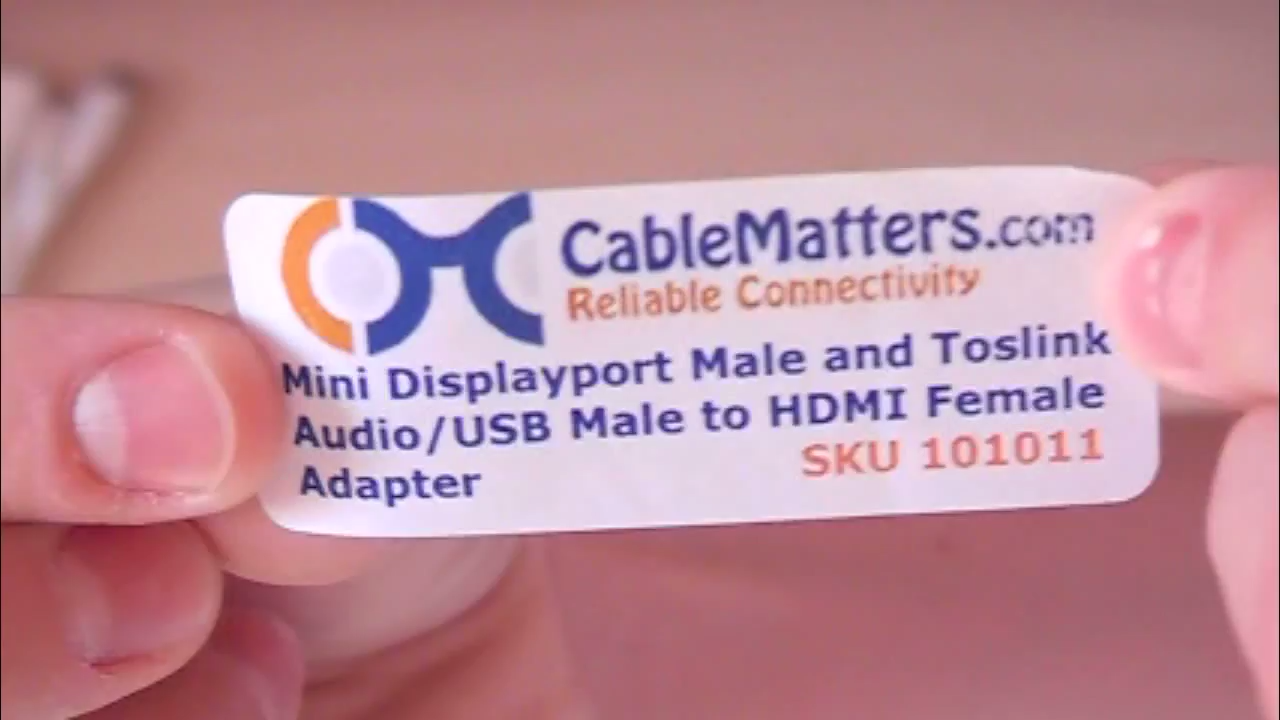 CableMatters.com
Reliable Connectivity
Mini Displayport Male and Toslink
Audio/USB Male to HDMI Female
Adapter SKU 101011